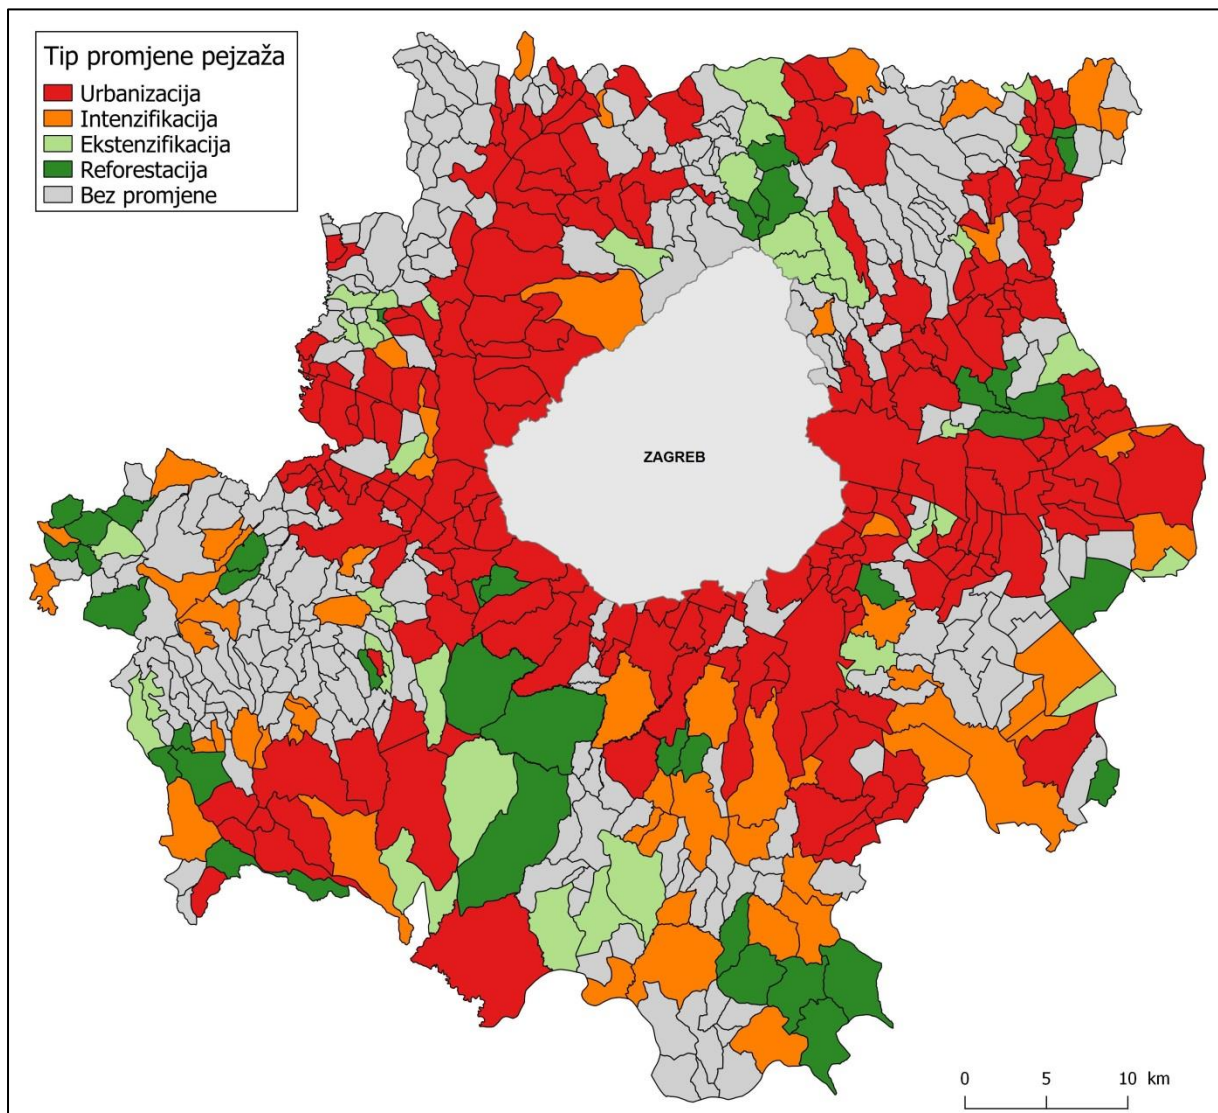 Tip promjene pejzaža
Urbanizacija
Intenzifikacija
Ekstenzifikacija
Reforestacija
Bez promjene
ZAGREB
0 5 10 km